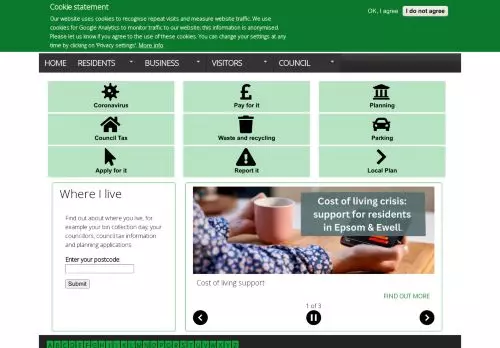 Cookie statement
Our website uses cookies to recognise repeat visits and measure website traffic. We use
cookies for Google Analytics to monitor traffic to our website; this information is anonymised.
Please let us know if you agree to the use of these cookies. You can change your settings at
any time by clicking on 'Privacy settings'. More info
OK, I agree
I do not agree
HOME RESIDENTS BUSINESS VISITORS COUNCIL
Coronavirus
Pay for it
Planning
Council Tax
Waste and recycling
Parking
Apply for it
Report it
Local Plan
Where I live
Find out about where you live, for
example your bin collection day, your
councillors, council tax information
and planning applications.
Enter your postcode
Submit
Cost of living crisis:
support for residents
in Epsom & Ewell.
Cost of living support
FIND OUT MORE
1 of 3
A B C D E F G H I J K L M N O P Q R S T U V W X Y Z